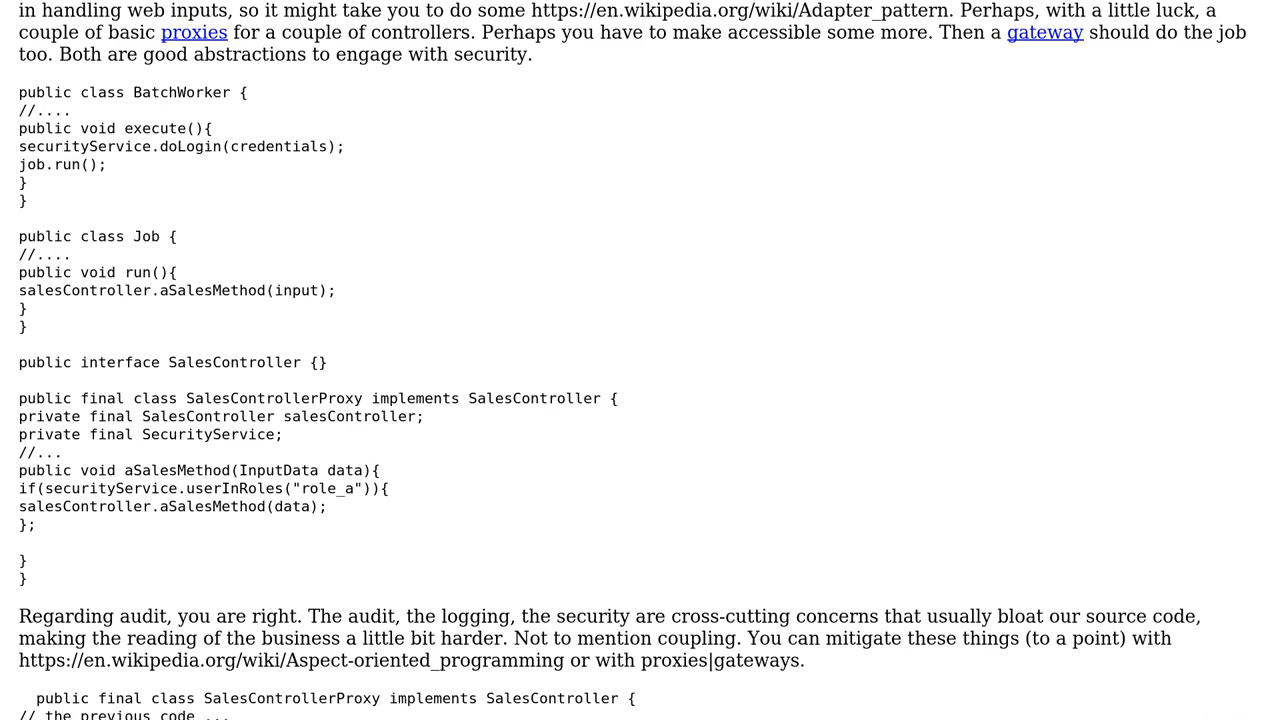 in handling web inputs, so it might take you to do some https://en.wikipedia.org/wiki/Adapter_pattern. Perhaps, with a little luck, a
couple of basic proxies for a couple of controllers. Perhaps you have to make accessible some more. Then a gateway should do the job
too. Both are good abstractions to engage with security.
public class BatchWorker {
//....
public void execute(){
securityService.doLogin(credentials);
job.run();
}
}
public class Job {
//....
public void run(){
salesController.aSalesMethod(input);
}
}
public interface SalesController {}
public final class SalesControllerProxy implements SalesController {
private final SalesController salesController;
private final SecurityService;
//...
public void aSalesMethod(InputData data){
if(securityService.userInRoles("role_a")){
salesController.aSalesMethod(data);
};
}
}
Regarding audit, you are right. The audit, the logging, the security are cross-cutting concerns that usually bloat our source code,
making the reading of the business a little bit harder. Not to mention coupling. You can mitigate these things (to a point) with
https://en.wikipedia.org/wiki/Aspect-oriented_programming or with proxies|gateways.
public final class SalesControllerProxy implements SalesController {
// the previous code ...